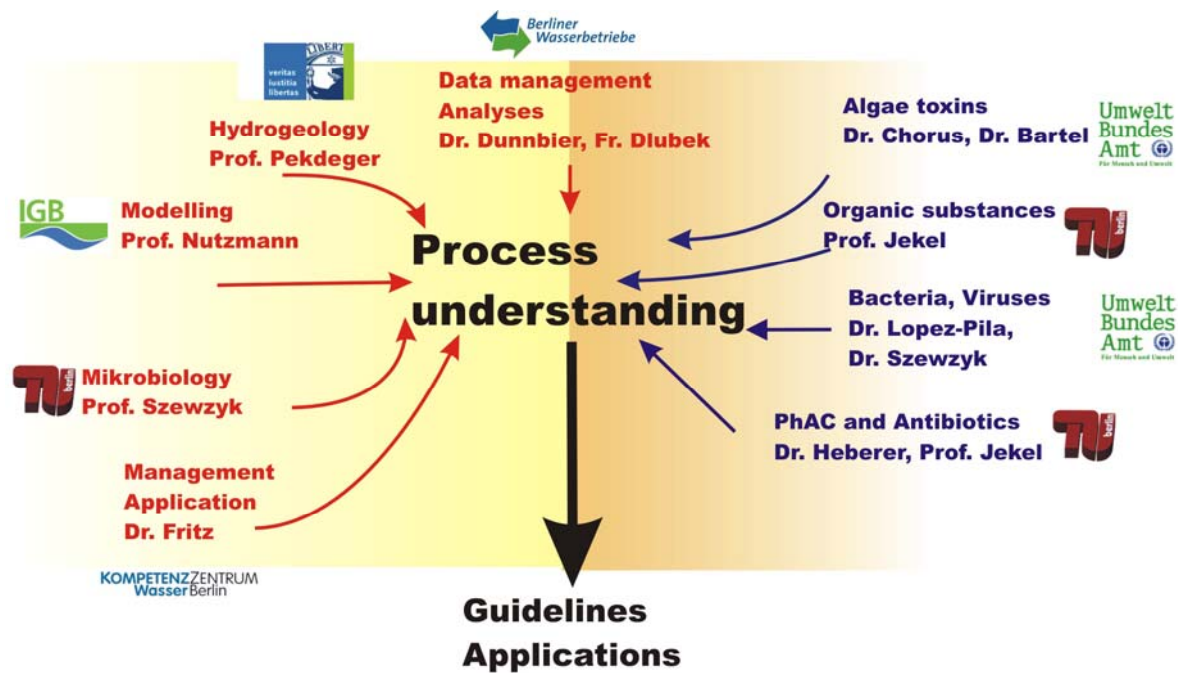 Berliner
Wasserbetriebe
veritas
iustitia
libertas
LIBERT
Data management
Analyses
Dr. Dunnbier, Fr. Dlubek
Hydrogeology
Prof. Pekdeger
IGB
Modelling
Prof. Nutzmann
berlin
Mikrobiology
Prof. Szewzyk
Management
Application
Dr. Fritz
KOMPETENZZENTRUM
WasserBerlin
Process
understanding
Guidelines
Applications
Algae toxins
Dr. Chorus, Dr. Bartel
Umwelt
Bundes
Amt
Für Mensch und Umwelt
Organic substances
Prof. Jekel
berlin
Bacteria, Viruses
Dr. Lopez-Pila,
Dr. Szewzyk
Umwelt
Bundes
Amt
Für Mensch und Umwelt
PhAC and Antibiotics
Dr. Heberer, Prof. Jekel
berlin